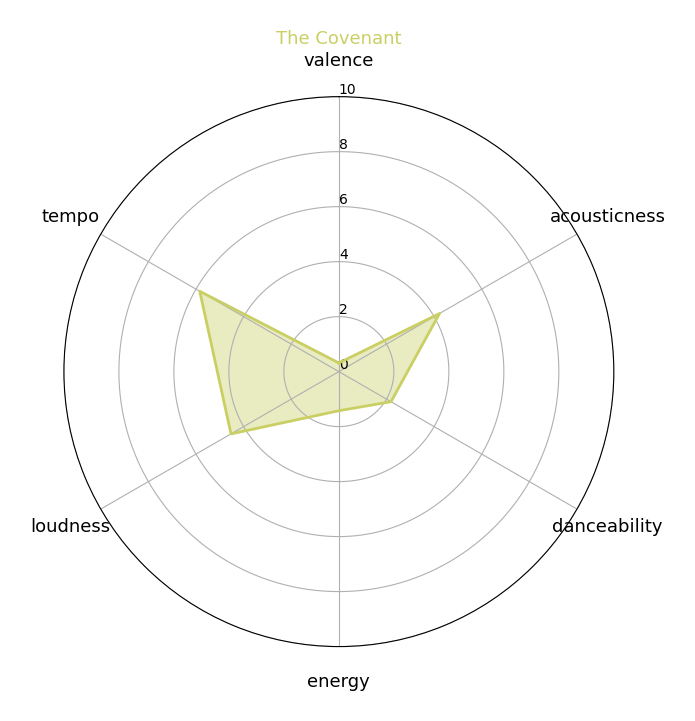 The Covenant
valence
10
8
tempo
6
acousticness
4
2
0
loudness
danceability
energy